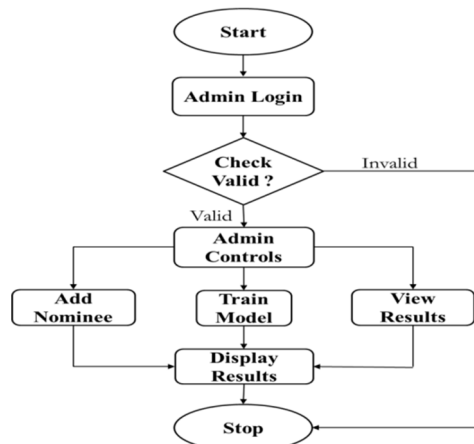 Start
Admin Login
Check
Valid ?
Invalid
Valid
Admin
Controls
Add
Nominee
Train
Model
View
Results
Display
Results
Stop